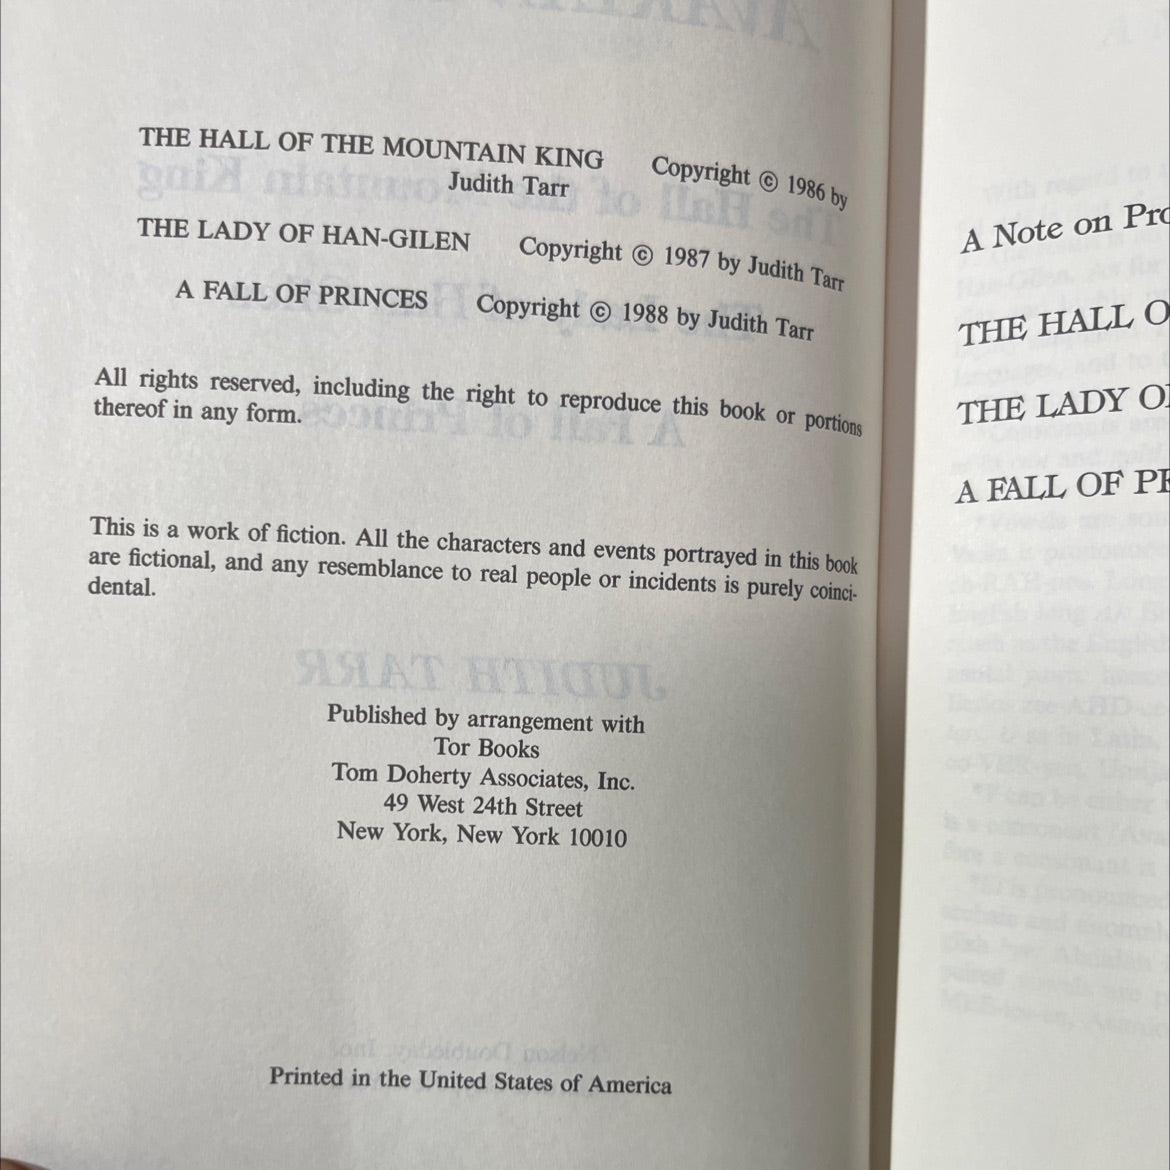 THE HALL OF THE MOUNTAIN KING Copyright © 1986 by
Judith Tarr
THE LADY OF HAN-GILEN Copyright © 1987 by Judith Tarr
A FALL OF PRINCES Copyright © 1988 by Judith Tarr
All rights reserved, including the right to reproduce this book or portions
thereof in any form.
This is a work of fiction. All the characters and events portrayed in this book
are fictional, and any resemblance to real people or incidents is purely coinci-
dental.
Published by arrangement with
Tor Books
Tom Doherty Associates, Inc.
49 West 24th Street
New York, New York 10010
Printed in the United States of America
A Note on Pro
THE HALL O
THE LADY O
A FALL OF PR